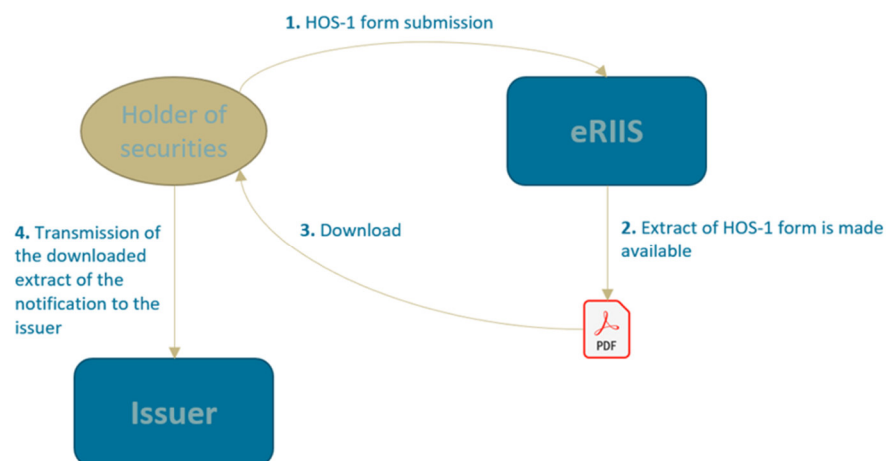 1. HOS-1 form submission
Holder of
securities
eRIIS
4. Transmission of
the downloaded
extract of the
notification to the
issuer
3. Download
2. Extract of HOS-1 form is made
available
PDF
Issuer